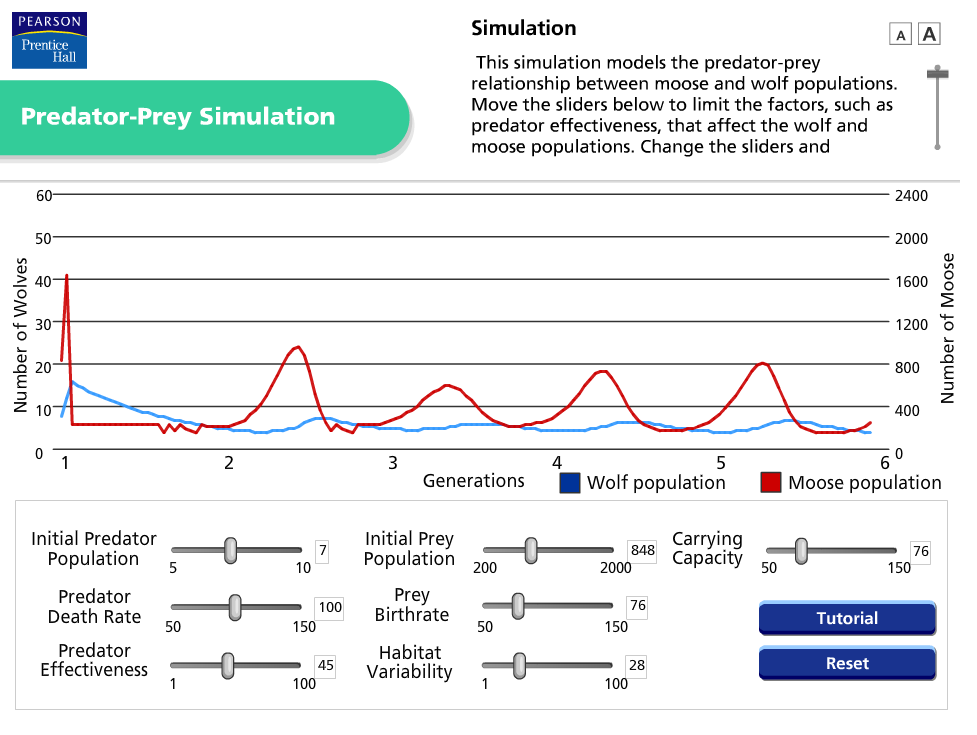 PEARSON
Prentice
Hall
Predator-Prey Simulation
Simulation
This simulation models the predator-prey
relationship between moose and wolf populations.
Move the sliders below to limit the factors, such as
predator effectiveness, that affect the wolf and
moose populations. Change the sliders and
A A
60 2400
50 2000
40 1600
30 1200
20 800
10 400
0 0
Number of Wolves
Number of Moose
1 2 3 4 5 6
Generations
Wolf population
Moose population
Initial Predator
Population
5 10
7
Initial Prey
Population
200 2000
848
Carrying
Capacity
50 150
76
Predator
Death Rate
50 150
100
Prey
Birthrate
50 150
76
Tutorial
Predator
Effectiveness
1 100
45
Habitat
Variability
1 100
28
Reset